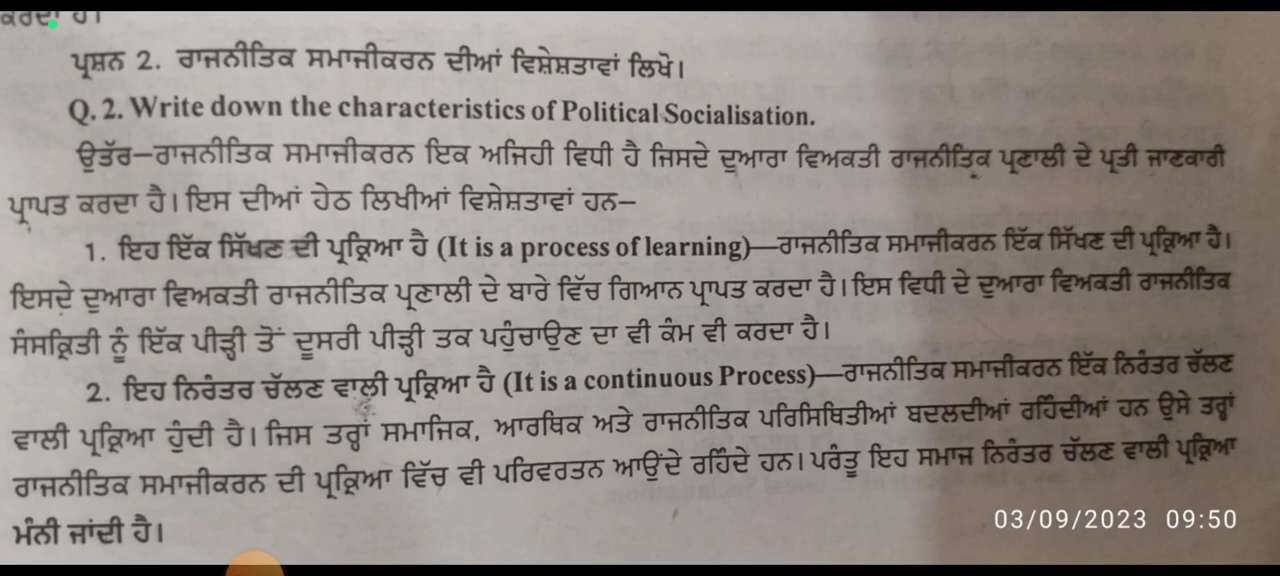 ਕਰਦਾ ਹੈ।
ਪ੍ਰਸ਼ਨ 2. ਰਾਜਨੀਤਿਕ ਸਮਾਜੀਕਰਨ ਦੀਆਂ ਵਿਸ਼ੇਸ਼ਤਾਵਾਂ ਲਿਖੋ।
Q. 2. Write down the characteristics of Political Socialisation.
ਉਤੱਰ—ਰਾਜਨੀਤਿਕ ਸਮਾਜੀਕਰਨ ਇਕ ਅਜਿਹੀ ਵਿਧੀ ਹੈ ਜਿਸਦੇ ਦੁਆਰਾ ਵਿਅਕਤੀ ਰਾਜਨੀਤਿਕ ਪ੍ਰਣਾਲੀ ਦੇ ਪ੍ਰਤੀ ਜਾਣਕਾਰੀ
ਪ੍ਰਾਪਤ ਕਰਦਾ ਹੈ। ਇਸ ਦੀਆਂ ਹੇਠ ਲਿਖੀਆਂ ਵਿਸ਼ੇਸ਼ਤਾਵਾਂ ਹਨ—
1. ਇਹ ਇੱਕ ਸਿੱਖਣ ਦੀ ਪ੍ਰਕ੍ਰਿਆ ਹੈ (It is a process of learning)—ਰਾਜਨੀਤਿਕ ਸਮਾਜੀਕਰਨ ਇੱਕ ਸਿੱਖਣ ਦੀ ਪ੍ਰਕ੍ਰਿਆ ਹੈ।
ਇਸਦੇ ਦੁਆਰਾ ਵਿਅਕਤੀ ਰਾਜਨੀਤਿਕ ਪ੍ਰਣਾਲੀ ਦੇ ਬਾਰੇ ਵਿੱਚ ਗਿਆਨ ਪ੍ਰਾਪਤ ਕਰਦਾ ਹੈ। ਇਸ ਵਿਧੀ ਦੇ ਦੁਆਰਾ ਵਿਅਕਤੀ ਰਾਜਨੀਤਿਕ
ਸੰਸਕ੍ਰਿਤੀ ਨੂੰ ਇੱਕ ਪੀੜ੍ਹੀ ਤੋਂ ਦੂਸਰੀ ਪੀੜ੍ਹੀ ਤਕ ਪਹੁੰਚਾਉਣ ਦਾ ਵੀ ਕੰਮ ਵੀ ਕਰਦਾ ਹੈ।
2. ਇਹ ਨਿਰੰਤਰ ਚੱਲਣ ਵਾਲੀ ਪ੍ਰਕ੍ਰਿਆ ਹੈ (It is a continuous Process)—ਰਾਜਨੀਤਿਕ ਸਮਾਜੀਕਰਨ ਇੱਕ ਨਿਰੰਤਰ ਚੱਲਣ
ਵਾਲੀ ਪ੍ਰਕ੍ਰਿਆ ਹੁੰਦੀ ਹੈ। ਜਿਸ ਤਰ੍ਹਾਂ ਸਮਾਜਿਕ, ਆਰਥਿਕ ਅਤੇ ਰਾਜਨੀਤਿਕ ਪਰਿਸਿਥਿਤੀਆਂ ਬਦਲਦੀਆਂ ਰਹਿੰਦੀਆਂ ਹਨ ਉਸੇ ਤਰ੍ਹਾਂ
ਰਾਜਨੀਤਿਕ ਸਮਾਜੀਕਰਨ ਦੀ ਪ੍ਰਕ੍ਰਿਆ ਵਿੱਚ ਵੀ ਪਰਿਵਰਤਨ ਆਉਂਦੇ ਰਹਿੰਦੇ ਹਨ। ਪਰੰਤੂ ਇਹ ਸਮਾਜ ਨਿਰੰਤਰ ਚੱਲਣ ਵਾਲੀ ਪ੍ਰਕ੍ਰਿਆ
ਮੰਨੀ ਜਾਂਦੀ ਹੈ।
03/09/2023 09:50